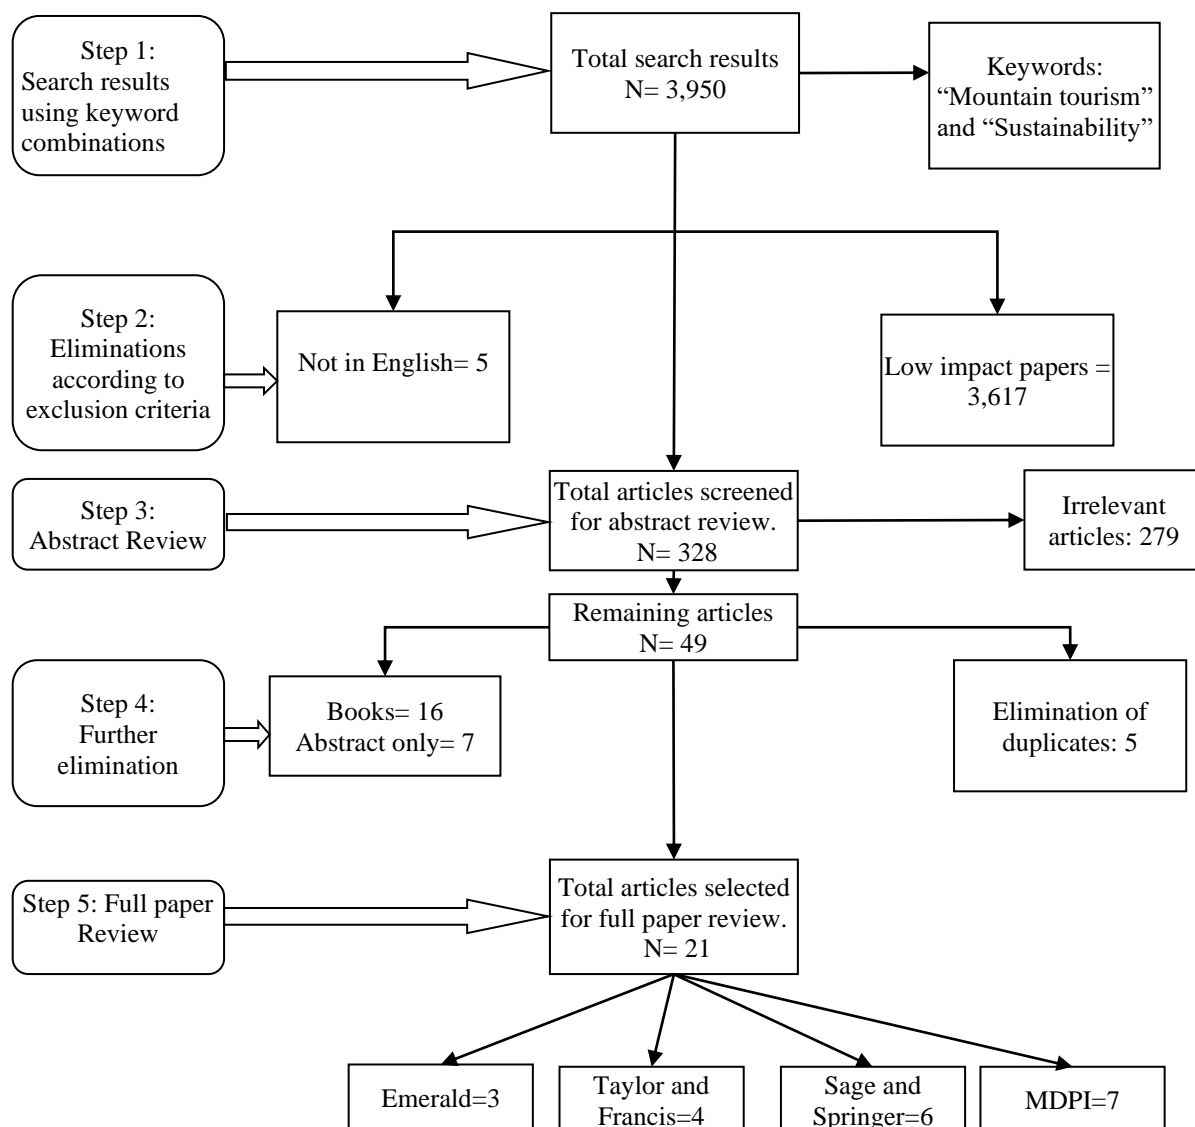 Step 1:
Search results
using keyword
combinations
Total search results
N= 3,950
Keywords:
“Mountain tourism”
and “Sustainability”
Step 2:
Eliminations
according to
exclusion criteria
Not in English= 5
Low impact papers =
3,617
Step 3:
Abstract Review
Total articles screened
for abstract review.
N= 328
Irrelevant
articles: 279
Remaining articles
N= 49
Step 4:
Further
elimination
Books= 16
Abstract only= 7
Elimination of
duplicates: 5
Step 5: Full paper
Review
Total articles selected
for full paper review.
N= 21
Emerald=3
Taylor and
Francis=4
Sage and
Springer=6
MDPI=7